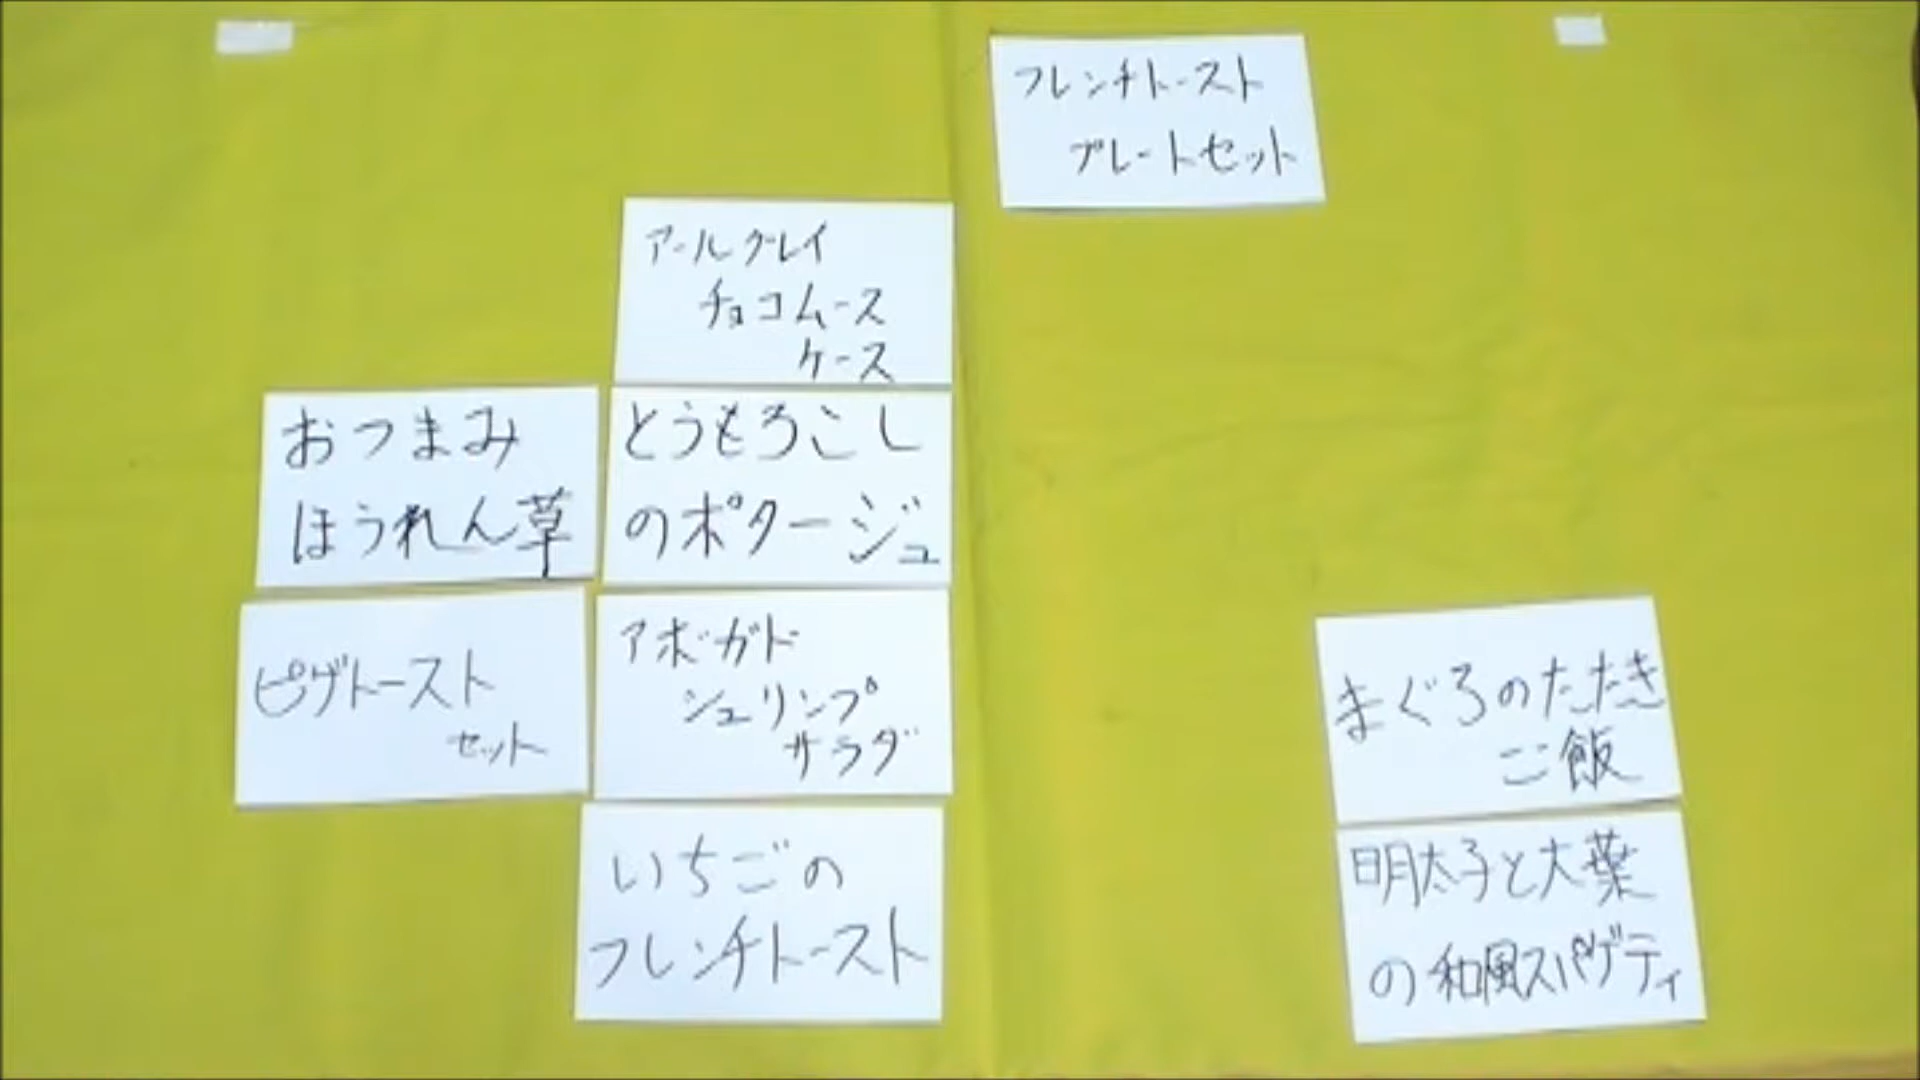 フレンチトースト
プレートセット
アールグレイ
チョコムース
ケース
おつまみ
ほうれん草
とうもろこし
のポタージュ
ピザトースト
セット
アボガド
シュリンプ
サラダ
いちごの
フレンチトースト
まぐろのたたき
ご飯
明太子と大葉
の和風スパゲティ